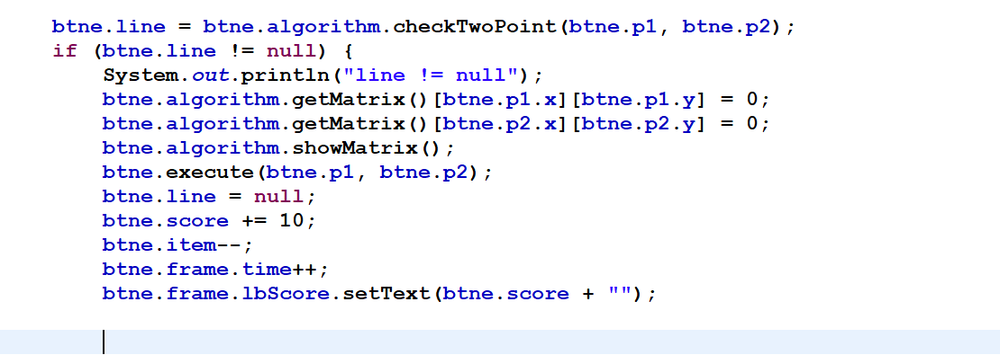 btne.line = btne.algorithm.checkTwoPoint(btne.p1, btne.p2);
if (btne.line != null) {
    System.out.println("line != null");
    btne.algorithm.getMatrix()[btne.p1.x][btne.p1.y] = 0;
    btne.algorithm.getMatrix()[btne.p2.x][btne.p2.y] = 0;
    btne.algorithm.showMatrix();
    btne.execute(btne.p1, btne.p2);
    btne.line = null;
    btne.score += 10;
    btne.item--;
    btne.frame.time++;
    btne.frame.lbScore.setText(btne.score + "");